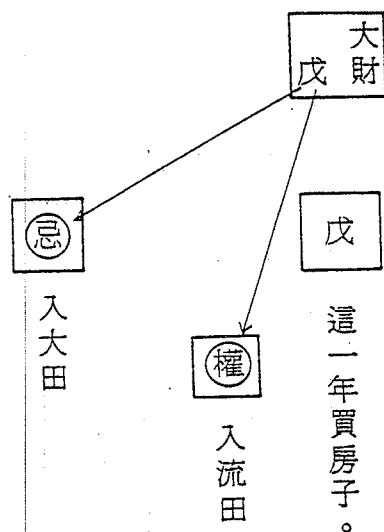 大財
戊
戊
這一年買房子。
權
入流田
忌
入大田